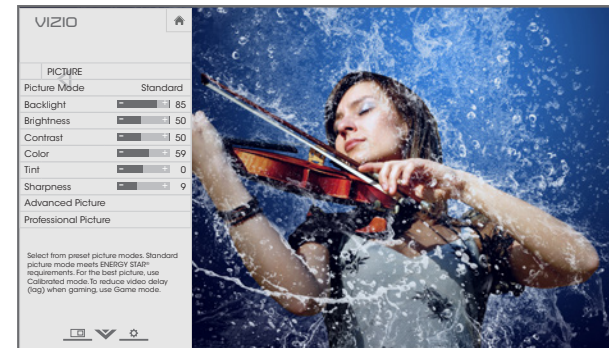 VIZIO
PICTURE
Picture Mode Standard
Backlight 85
Brightness 50
Contrast 50
Color 59
Tint 0
Sharpness 9
Advanced Picture
Professional Picture
Select from preset picture modes. Standard
picture mode meets ENERGY STAR®
requirements. For the best picture, use
Calibrated mode. To reduce video delay
(lag) when gaming, use Game mode.